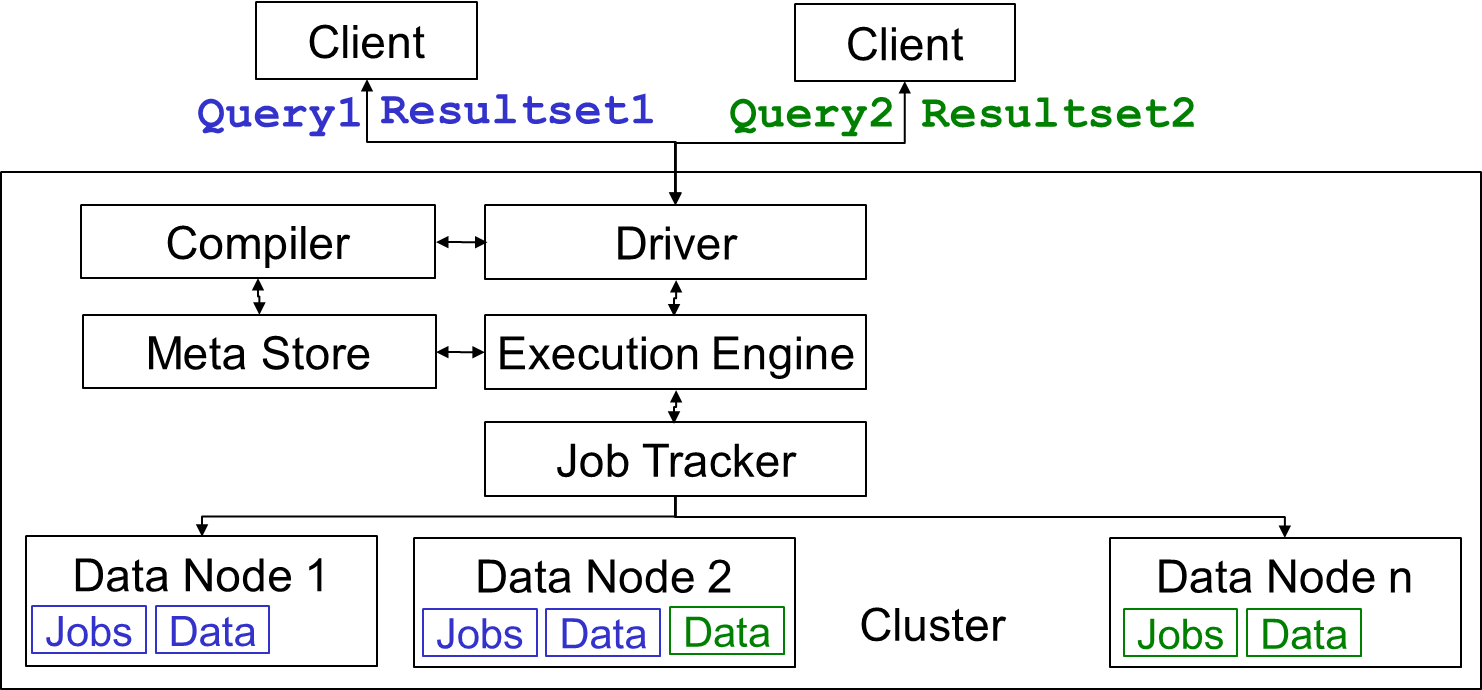 Client
Client
Query1 Resultset1
Query2 Resultset2
Compiler
Driver
Meta Store
Execution Engine
Job Tracker
Data Node 1
Jobs Data
Data Node 2
Jobs Data Data
Cluster
Data Node n
Jobs Data